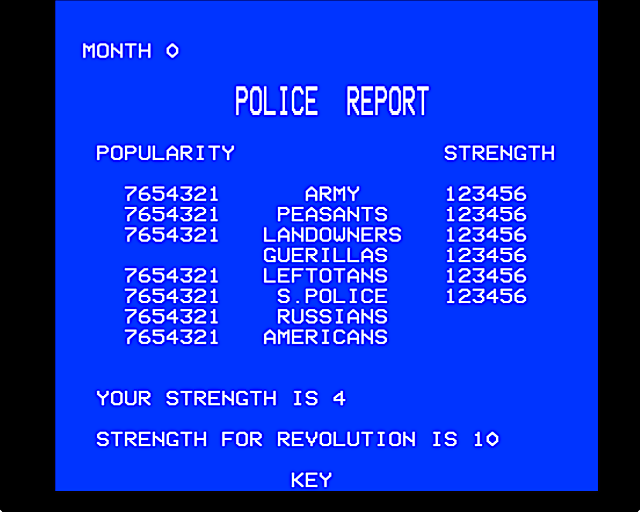 MONTH 0
POLICE REPORT
POPULARITY STRENGTH
7654321 ARMY 123456
7654321 PEASANTS 123456
7654321 LANDOWNERS 123456
GUERILLAS 123456
7654321 LEFTOTANS 123456
7654321 S.POLICE 123456
7654321 RUSSIANS
7654321 AMERICANS
YOUR STRENGTH IS 4
STRENGTH FOR REVOLUTION IS 10
KEY